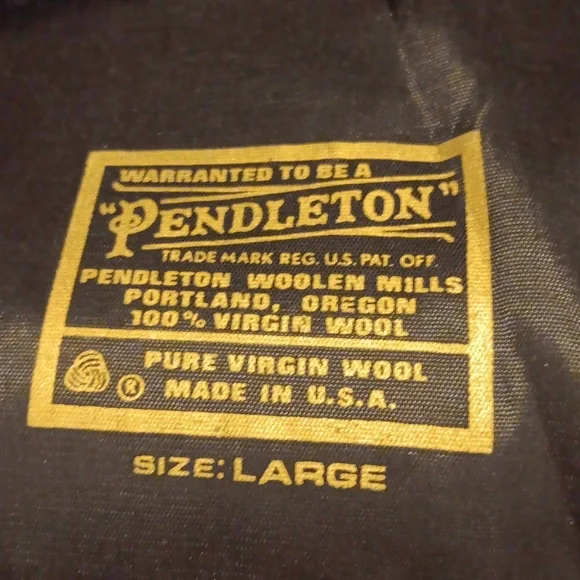 WARRANTED TO BE A
"PENDLETON"
TRADE MARK REG. U.S. PAT. OFF.
PENDLETON WOOLEN MILLS
PORTLAND, OREGON
100% VIRGIN WOOL
PURE VIRGIN WOOL
® MADE IN U.S.A.
SIZE: LARGE